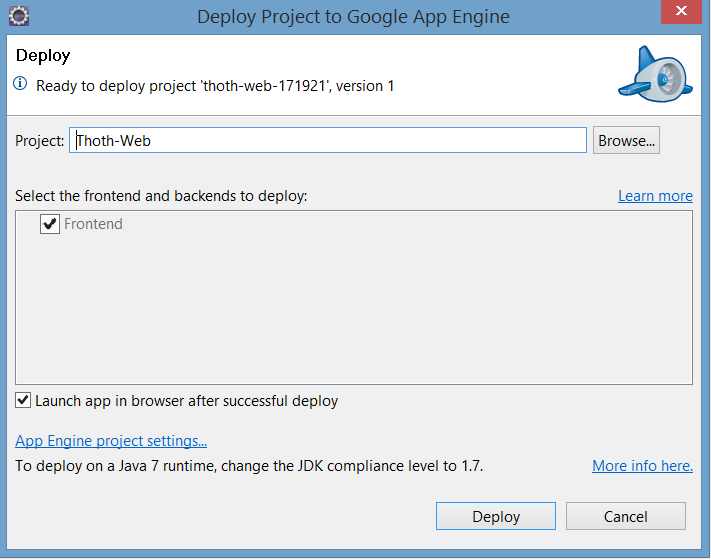 Deploy Project to Google App Engine
Deploy
Ready to deploy project 'thoth-web-171921', version 1
Project: Thoth-Web Browse...
Select the frontend and backends to deploy: Learn more
Frontend
Launch app in browser after successful deploy
App Engine project settings...
To deploy on a Java 7 runtime, change the JDK compliance level to 1.7. More info here.
Deploy Cancel